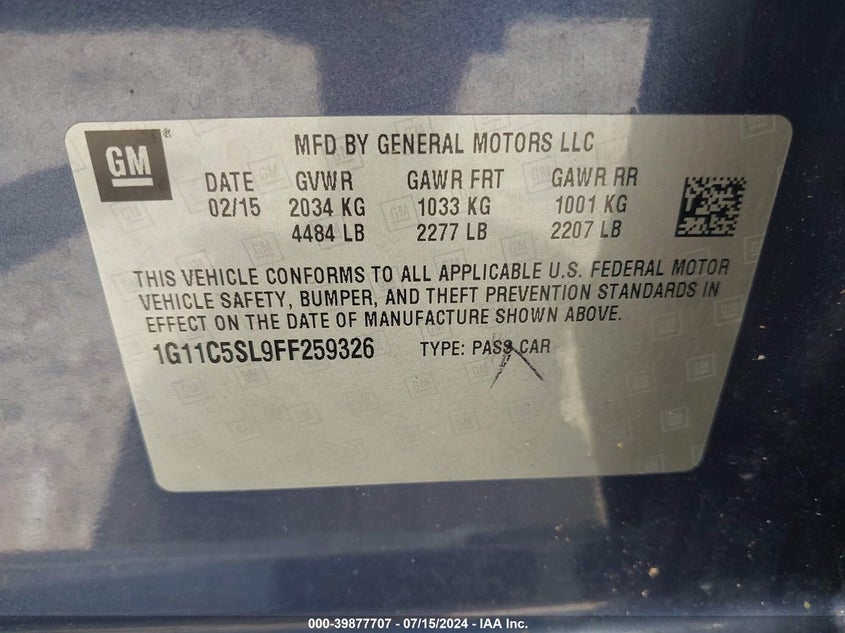 GM
MFD BY GENERAL MOTORS LLC
DATE GVWR GAWR FRT GAWR RR
02/15 2034 KG 1033 KG 1001 KG
4484 LB 2277 LB 2207 LB
THIS VEHICLE CONFORMS TO ALL APPLICABLE U.S. FEDERAL MOTOR
VEHICLE SAFETY, BUMPER, AND THEFT PREVENTION STANDARDS IN
EFFECT ON THE DATE OF MANUFACTURE SHOWN ABOVE.
1G11C5SL9FF259326 TYPE: PASS CAR
000-39877707 - 07/15/2024 - IAA Inc.